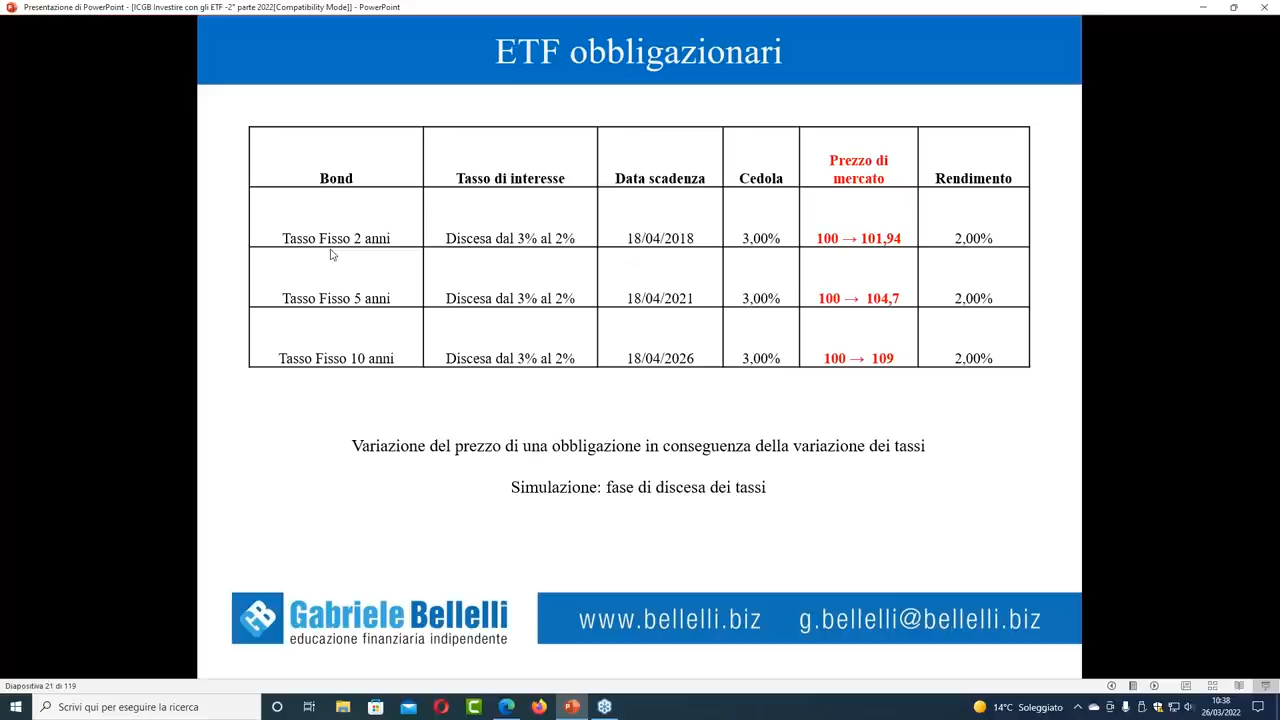 Presentazione di PowerPoint - [ICGB Investire con gli ETF -2° parte 2022[Compatibility Mode]] - PowerPoint
ETF obbligazionari
Bond Tasso di interesse Data scadenza Cedola Prezzo di mercato Rendimento
Tasso Fisso 2 anni Discesa dal 3% al 2% 18/04/2018 3,00% 100 → 101,94 2,00%
Tasso Fisso 5 anni Discesa dal 3% al 2% 18/04/2021 3,00% 100 → 104,7 2,00%
Tasso Fisso 10 anni Discesa dal 3% al 2% 18/04/2026 3,00% 100 → 109 2,00%
Variazione del prezzo di una obbligazione in conseguenza della variazione dei tassi
Simulazione: fase di discesa dei tassi
Gabriele Bellelli
educazione finanziaria indipendente
www.bellelli.biz g.bellelli@bellelli.biz
Diapositiva 21 di 119
Scrivi qui per eseguire la ricerca
14°C Soleggiato
10:38
26/03/2022